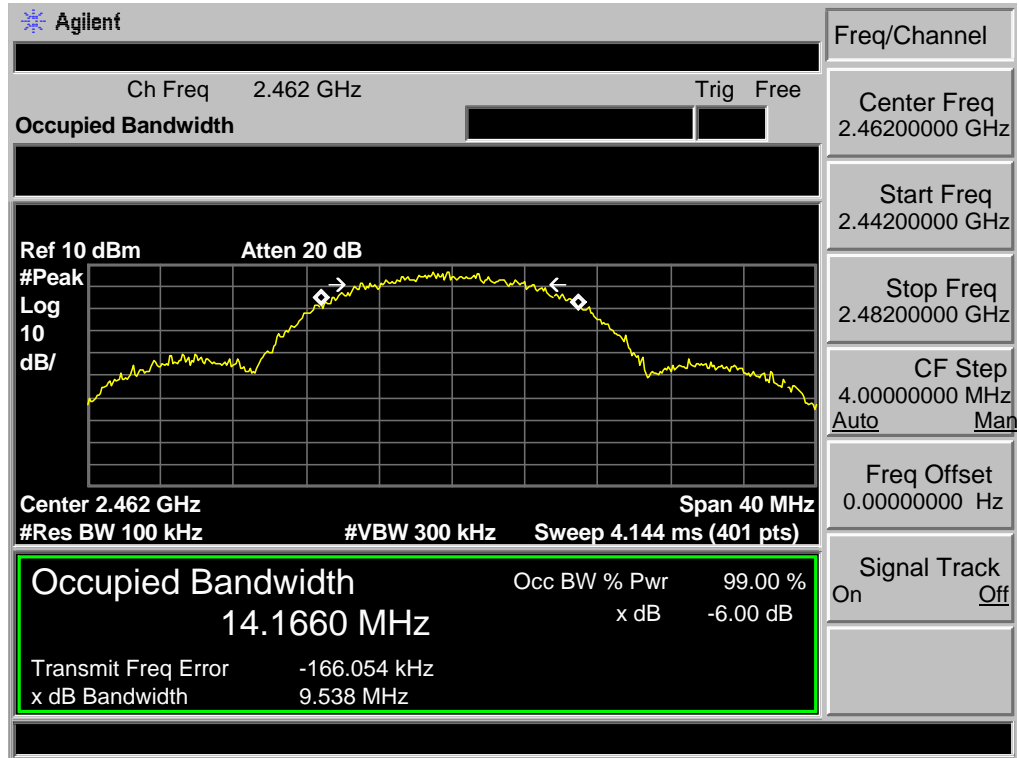 Agilent
Freq/Channel
Ch Freq 2.462 GHz Trig Free
Occupied Bandwidth
Center Freq
2.46200000 GHz
Start Freq
2.44200000 GHz
Stop Freq
2.48200000 GHz
CF Step
4.00000000 MHz
Auto Man
Freq Offset
0.00000000 Hz
Signal Track
On Off
Ref 10 dBm Atten 20 dB
#Peak
Log
10
dB/
Center 2.462 GHz Span 40 MHz
#Res BW 100 kHz #VBW 300 kHz Sweep 4.144 ms (401 pts)
Occupied Bandwidth
14.1660 MHz
Occ BW % Pwr 99.00 %
x dB -6.00 dB
Transmit Freq Error -166.054 kHz
x dB Bandwidth 9.538 MHz